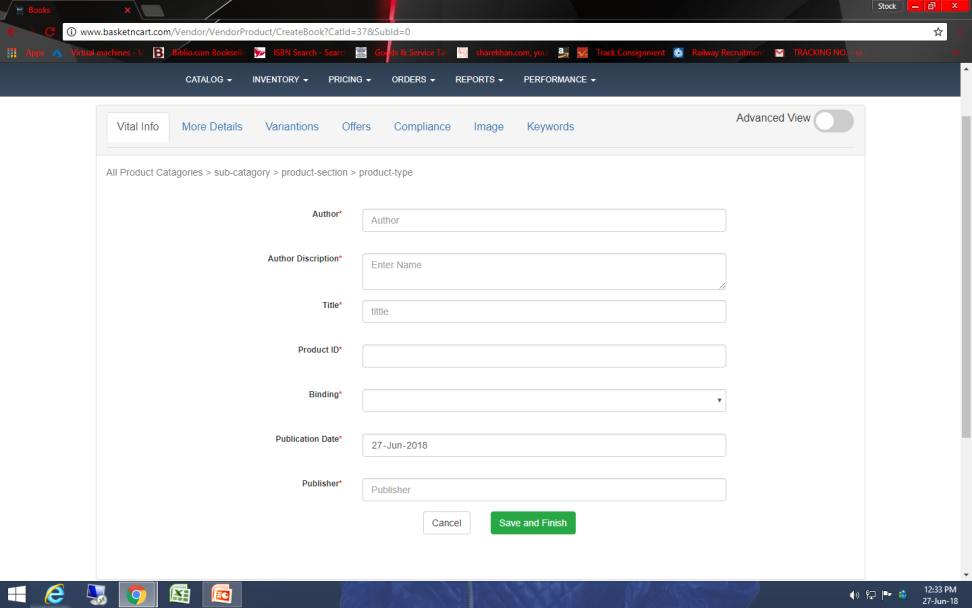 Books
Stock
www.basketncart.com/Vendor/VendorProduct/CreateBook?CatId=37&SubId=0
Apps Virtual machines - M Biblio.com Booksell ISBN Search - Search Goods & Service Ta sharekhan.com, you Track Consignment Railway Recruitment TRACKING NO.
CATALOG INVENTORY PRICING ORDERS REPORTS PERFORMANCE
Vital Info More Details Variantions Offers Compliance Image Keywords Advanced View
All Product Catagories > sub-catagory > product-section > product-type
Author* Author
Author Discription* Enter Name
Title* tittle
Product ID*
Binding*
Publication Date* 27-Jun-2018
Publisher* Publisher
Cancel Save and Finish
12:33 PM
27-Jun-18